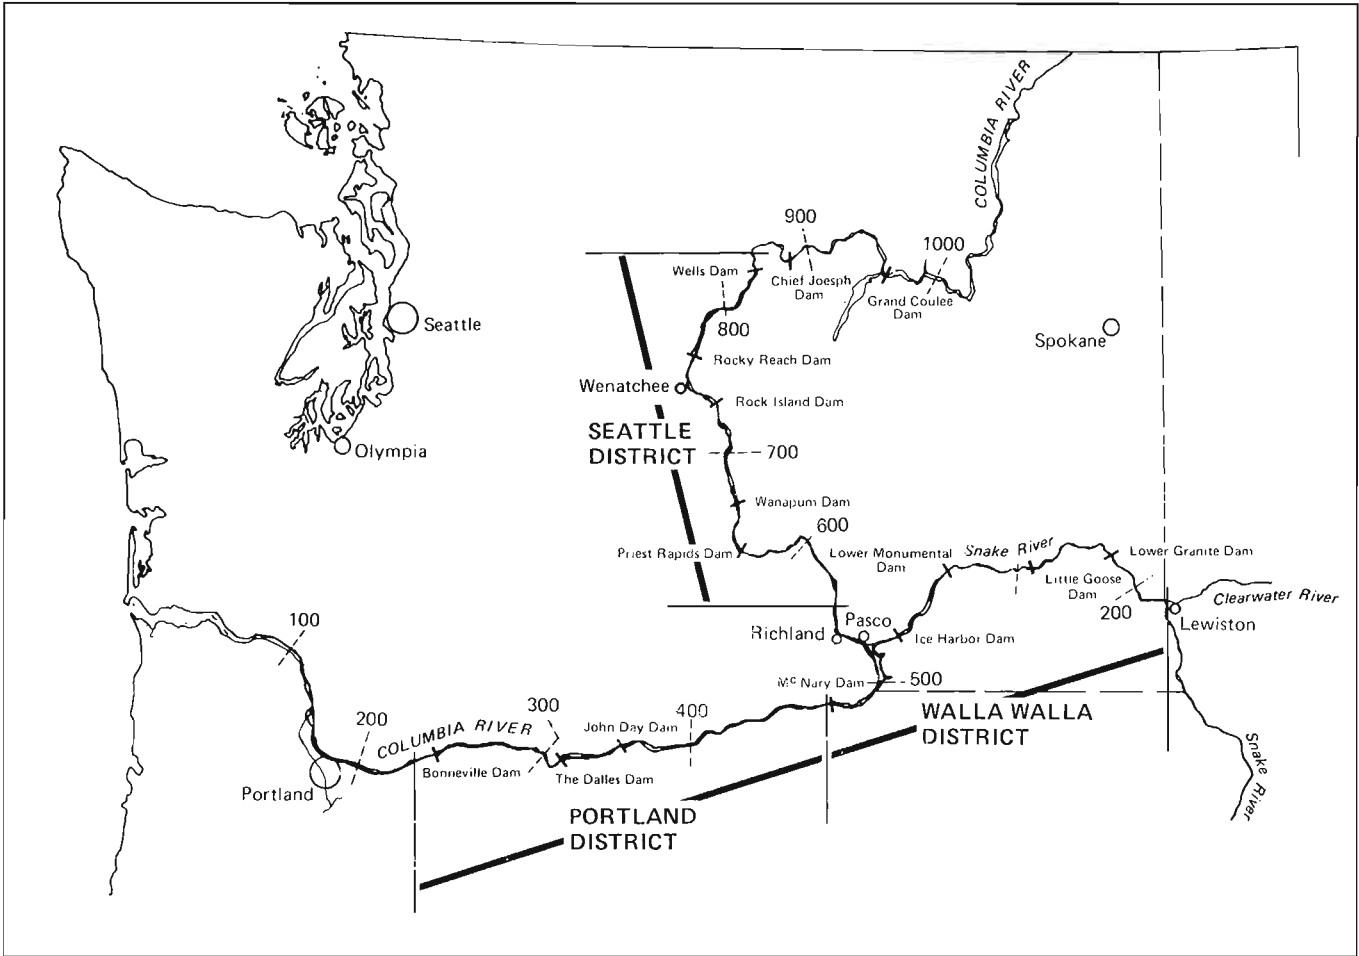 COLUMBIA RIVER
900
1000
Wells Dam
Chief Joesph
Dam
Grand Coulee
Dam
800
Seattle
Spokane
Rocky Reach Dam
Wenatchee
Rock Island Dam
SEATTLE
DISTRICT
700
Olympia
Wanapum Dam
600
Priest Rapids Dam
Lower Monumental
Dam
Snake River
Lower Granite Dam
Little Goose
Dam
200
Clearwater River
Lewiston
100
Richland
Pasco
Ice Harbor Dam
Mc Nary Dam
500
300
400
200
COLUMBIA RIVER
John Day Dam
WALLA WALLA
DISTRICT
Snake River
Bonneville Dam
The Dalles Dam
Portland
PORTLAND
DISTRICT